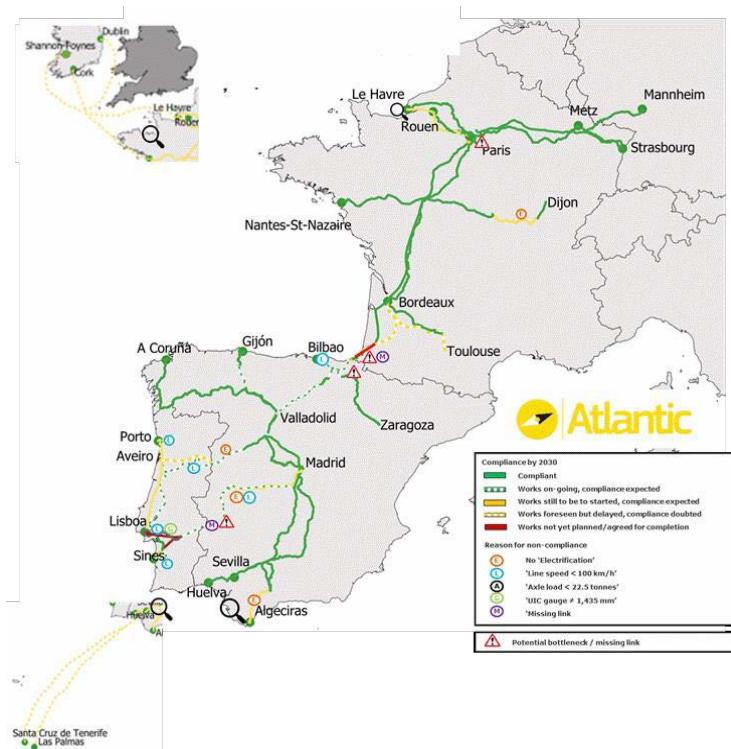 Dublin
Shannon-Foynes
Cork
Le Havre
Rouen
Le Havre
Rouen
Paris
Metz
Mannheim
Strasbourg
Nantes-St-Nazaire
Dijon
E
Bordeaux
Toulouse
M
A Coruña
Gijón
Bilbao
L
Zaragoza
Valladolid
Porto
L
Aveiro
L
E
Madrid
E L
Lisboa
L G
M
Sines
L
Sevilla
Huelva
E
Algeciras
Huelva
Santa Cruz de Tenerife
Las Palmas
Atlantic
Compliance by 2030
Compliant
Works on-going, compliance expected
Works still to be to started, compliance expected
Works foreseen but delayed, compliance doubted
Works not yet planned/agreed for completion
Reason for non-compliance
E No 'Electrification'
L 'Line speed < 100 km/h'
A 'Axle load < 22.5 tonnes'
G 'UIC gauge ≠ 1,435 mm'
M 'Missing link'
Potential bottleneck / missing link